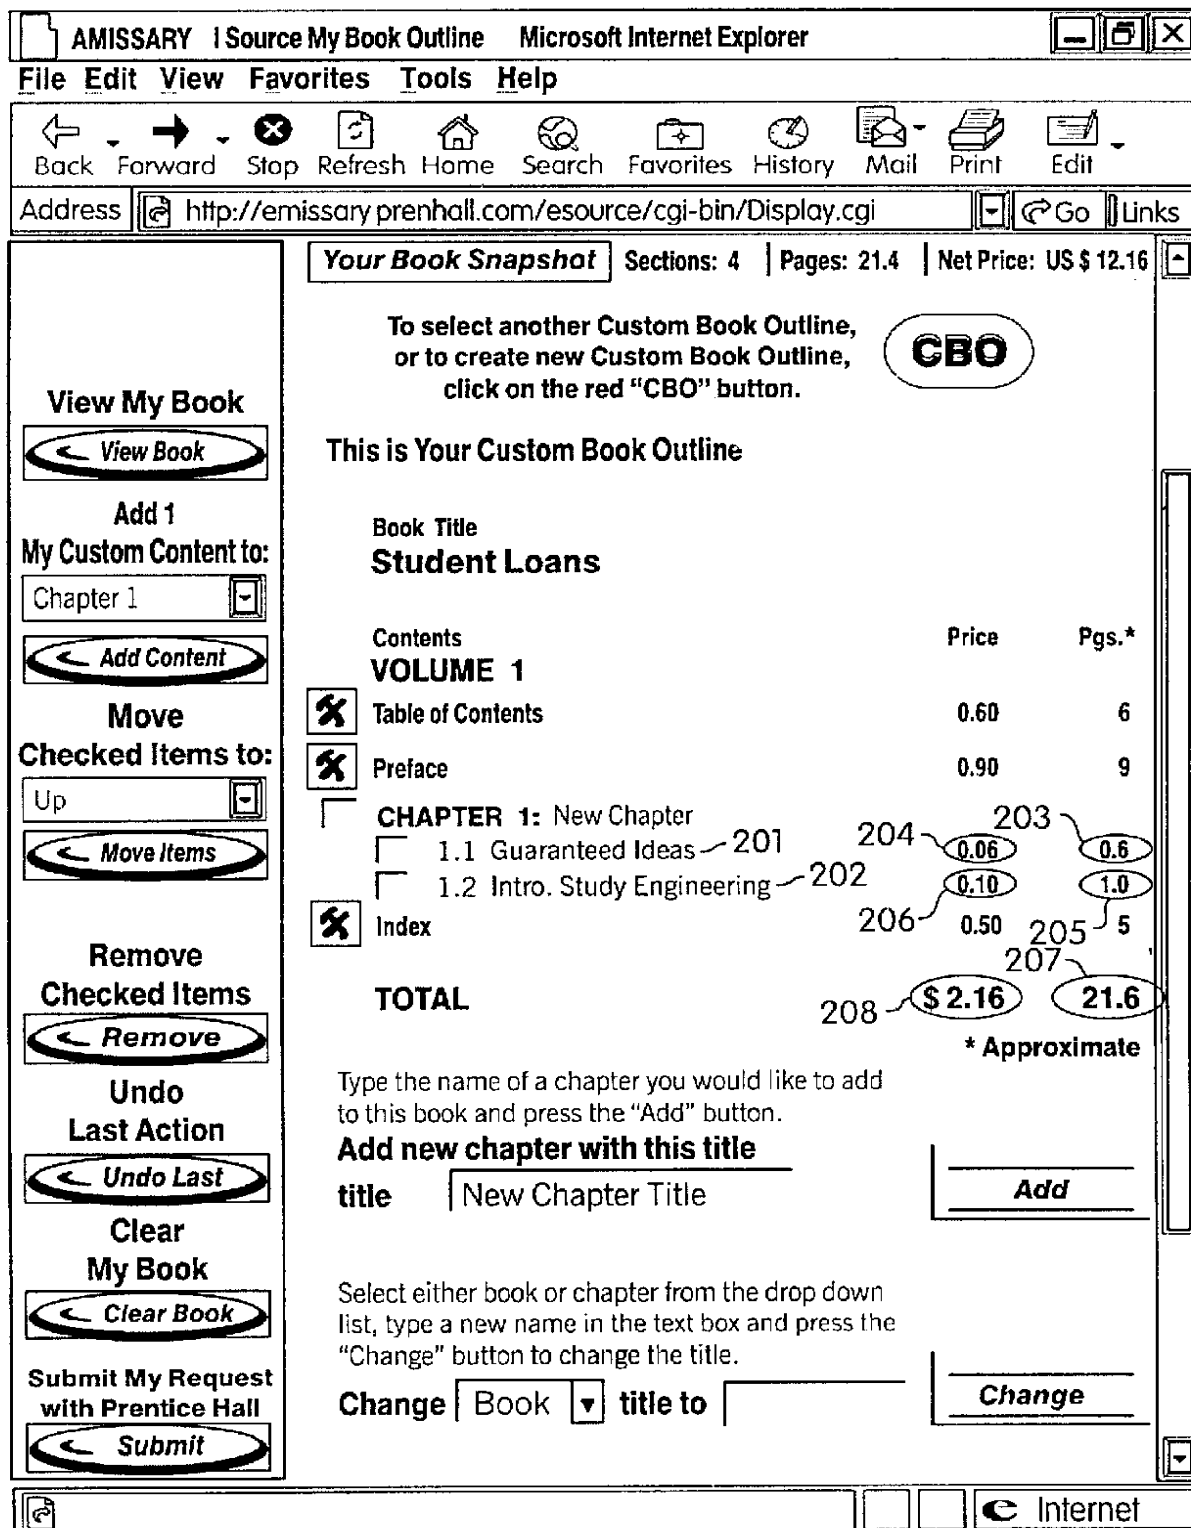 AMISSARY I Source My Book Outline Microsoft Internet Explorer
File Edit View Favorites Tools Help
Back Forward Stop Refresh Home Search Favorites History Mail Print Edit
Address http://emissary.prenhall.com/esource/cgi-bin/Display.cgi Go Links
Your Book Snapshot Sections: 4 Pages: 21.4 Net Price: US $ 12.16
To select another Custom Book Outline,
or to create new Custom Book Outline,
click on the red "CBO" button.
CBO
View My Book
View Book
Add 1
My Custom Content to:
Chapter 1
Add Content
Move
Checked Items to:
Up
Move Items
Remove
Checked Items
Remove
Undo
Last Action
Undo Last
Clear
My Book
Clear Book
Submit My Request
with Prentice Hall
Submit
This is Your Custom Book Outline
Book Title
Student Loans
Contents Price Pgs.*
VOLUME 1
Table of Contents 0.60 6
Preface 0.90 9
CHAPTER 1: New Chapter
1.1 Guaranteed Ideas 201 204 0.06 203 0.6
1.2 Intro. Study Engineering 202 206 0.10 205 1.0
Index 0.50 5
TOTAL 208 $ 2.16 207 21.6
* Approximate
Type the name of a chapter you would like to add
to this book and press the "Add" button.
Add new chapter with this title
title New Chapter Title Add
Select either book or chapter from the drop down
list, type a new name in the text box and press the
"Change" button to change the title.
Change Book title to Change
Internet